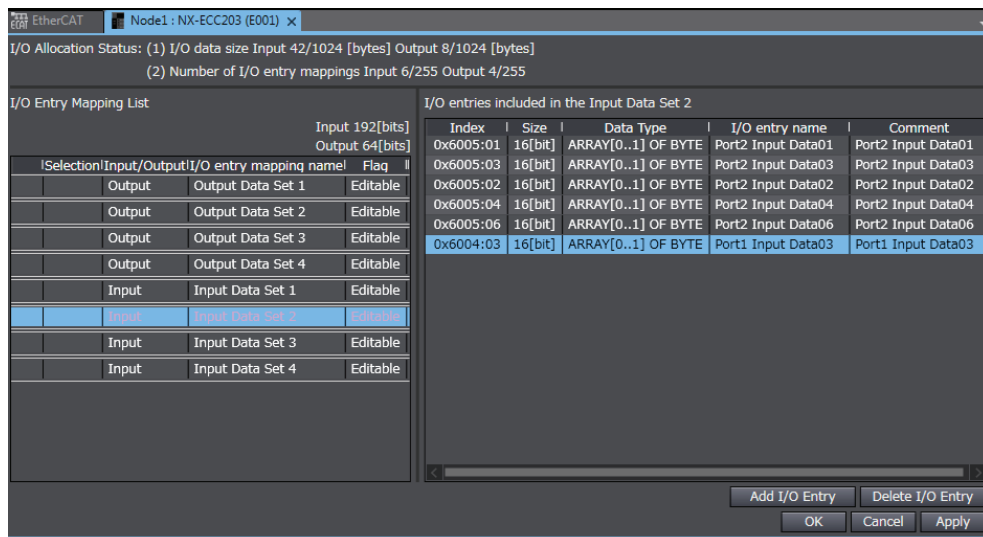 EtherCAT Node1 : NX-ECC203 (E001) ×
I/O Allocation Status: (1) I/O data size Input 42/1024 [bytes] Output 8/1024 [bytes]
(2) Number of I/O entry mappings Input 6/255 Output 4/255
I/O Entry Mapping List
Input 192[bits]
Output 64[bits]
Selection Input/Output I/O entry mapping name Flag
Output Output Data Set 1 Editable
Output Output Data Set 2 Editable
Output Output Data Set 3 Editable
Output Output Data Set 4 Editable
Input Input Data Set 1 Editable
Input Input Data Set 2 Editable
Input Input Data Set 3 Editable
Input Input Data Set 4 Editable
I/O entries included in the Input Data Set 2
Index Size Data Type I/O entry name Comment
0x6005:01 16[bit] ARRAY[0..1] OF BYTE Port2 Input Data01 Port2 Input Data01
0x6005:03 16[bit] ARRAY[0..1] OF BYTE Port2 Input Data03 Port2 Input Data03
0x6005:02 16[bit] ARRAY[0..1] OF BYTE Port2 Input Data02 Port2 Input Data02
0x6005:04 16[bit] ARRAY[0..1] OF BYTE Port2 Input Data04 Port2 Input Data04
0x6005:06 16[bit] ARRAY[0..1] OF BYTE Port2 Input Data06 Port2 Input Data06
0x6004:03 16[bit] ARRAY[0..1] OF BYTE Port1 Input Data03 Port1 Input Data03
Add I/O Entry Delete I/O Entry
OK Cancel Apply